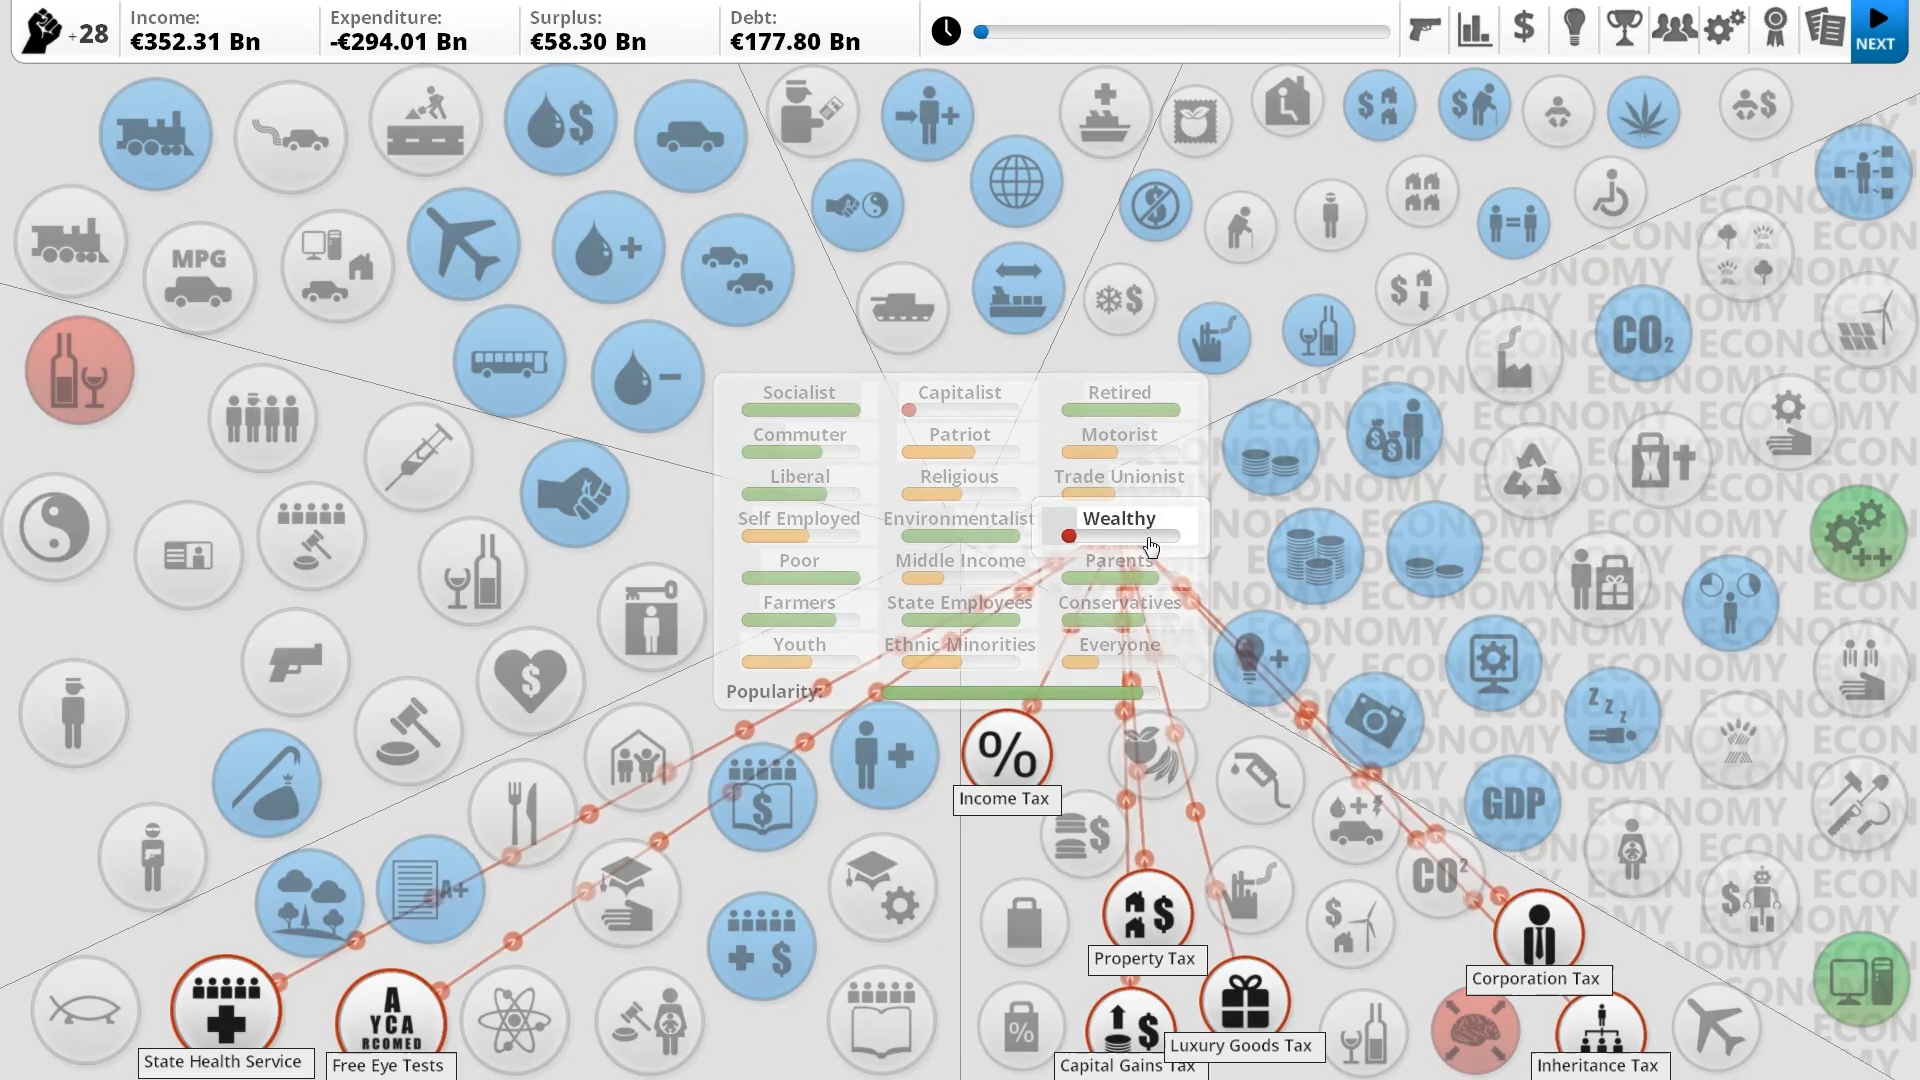 +28
Income:
€352.31 Bn
Expenditure:
-€294.01 Bn
Surplus:
€58.30 Bn
Debt:
€177.80 Bn
NEXT
MPG
CO₂
ECONOMY
Socialist
Capitalist
Retired
Commuter
Patriot
Motorist
Liberal
Religious
Trade Unionist
Self Employed
Environmentalist
Wealthy
Poor
Middle Income
Parents
Farmers
State Employees
Conservatives
Youth
Ethnic Minorities
Everyone
Popularity:
X
Z Z Z
GDP
%
Income Tax
A+
CO²
Property Tax
Corporation Tax
A
YCA
RCOMED
%
State Health Service
Free Eye Tests
Capital Gains Tax
Luxury Goods Tax
Inheritance Tax